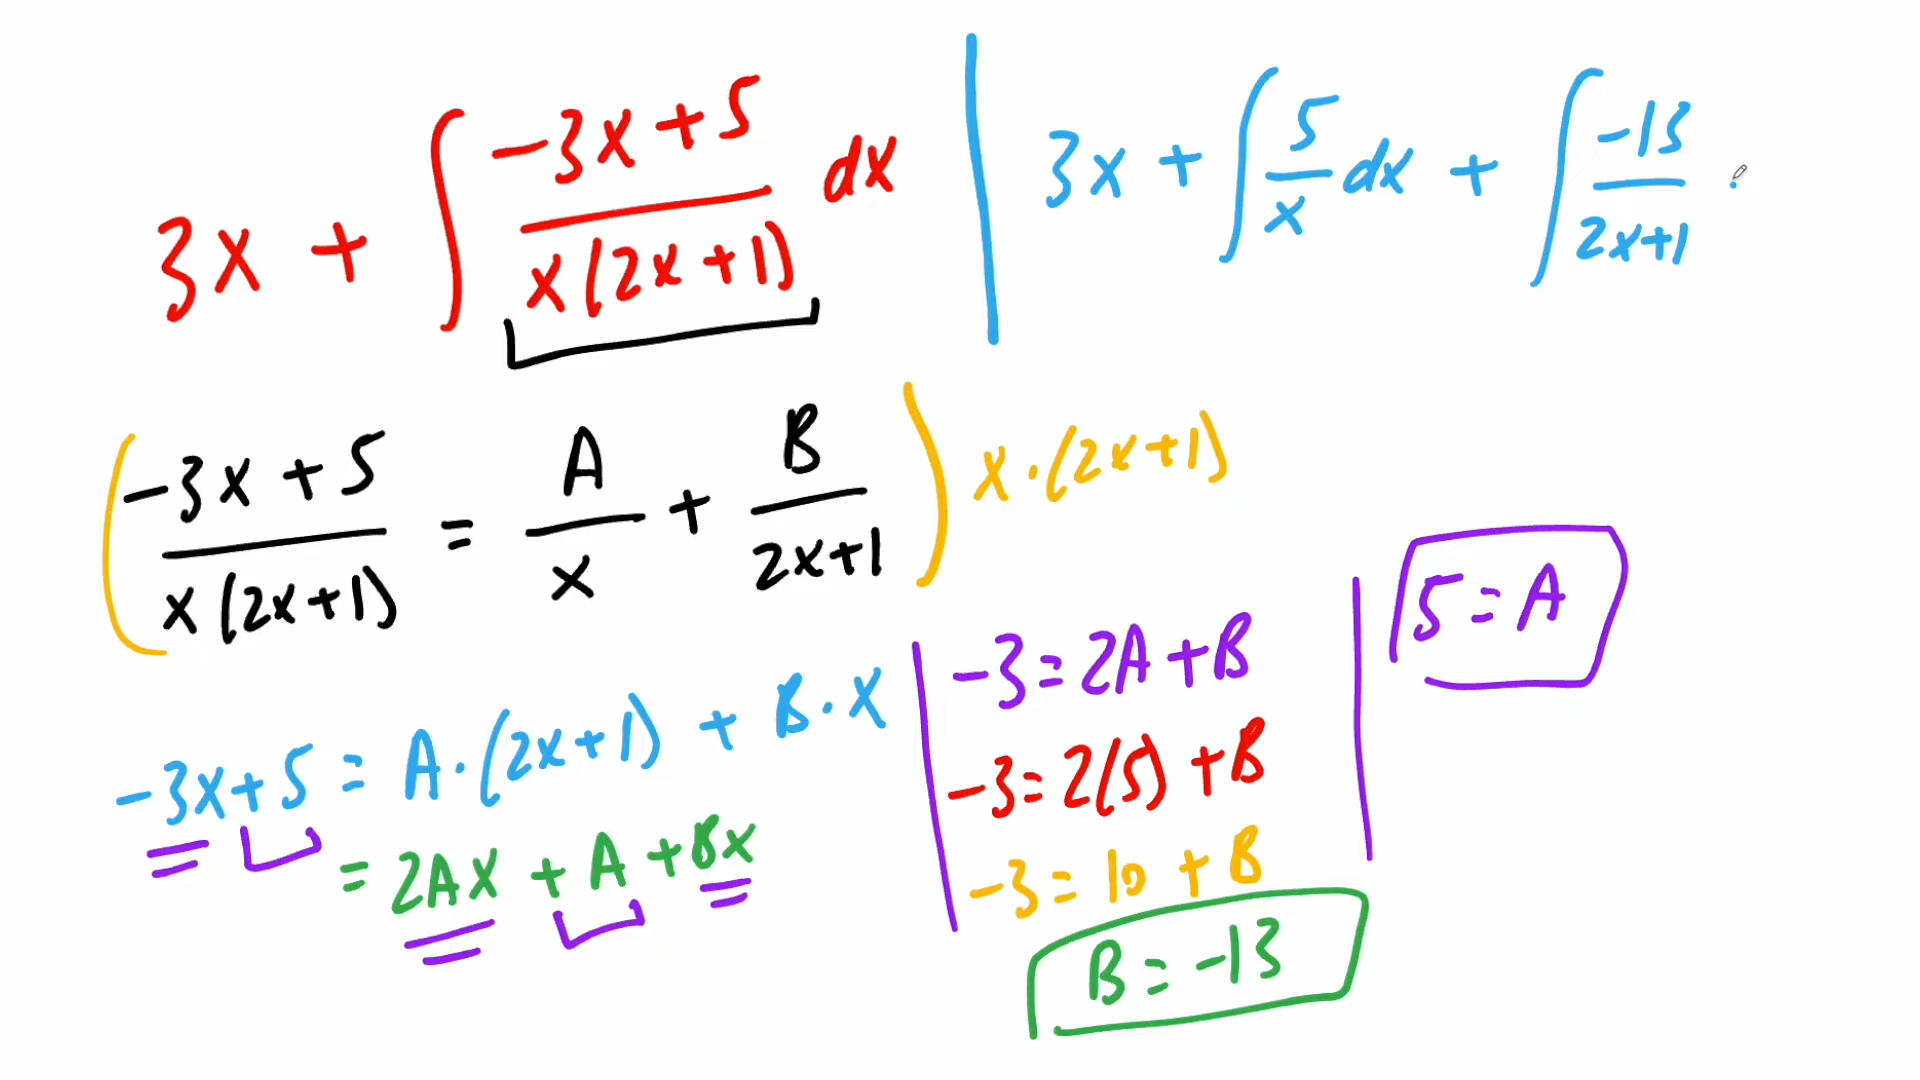 3x + ∫ (-3x + 5)/(x(2x+1)) dx
3x + ∫ 5/x dx + ∫ -13/(2x+1)
( (-3x + 5)/(x(2x+1)) = A/x + B/(2x+1) ) x·(2x+1)
-3x+5 = A·(2x+1) + B·x
= 2Ax + A + Bx
-3 = 2A + B
-3 = 2(5) + B
-3 = 10 + B
B = -13
5 = A